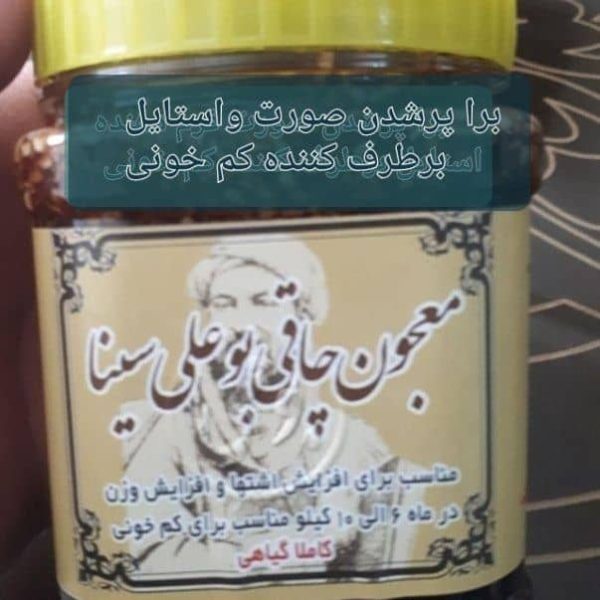 برا پرشدن صورت واستایل
برطرف کننده کم خونی
معجون چاقی بوعلی سینا
مناسب برای افزایش اشتها و افزایش وزن
در ماه ۶ الی ۱۰ کیلو مناسب برای کم خونی
کاملا گیاهی